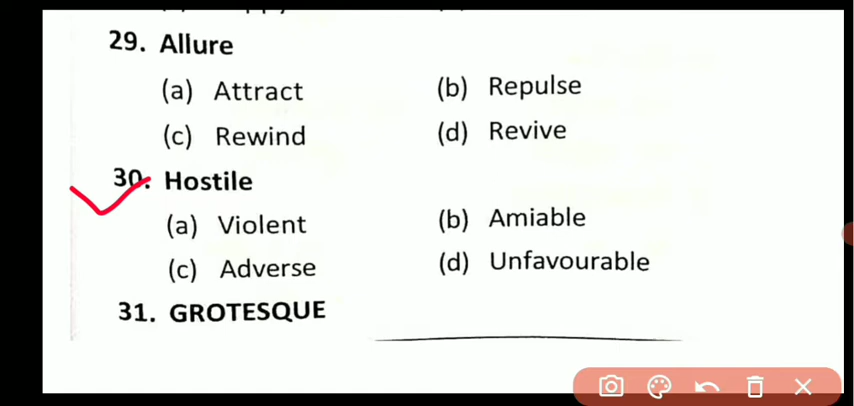 29. Allure
(a) Attract (b) Repulse
(c) Rewind (d) Revive
30. Hostile
(a) Violent (b) Amiable
(c) Adverse (d) Unfavourable
31. GROTESQUE